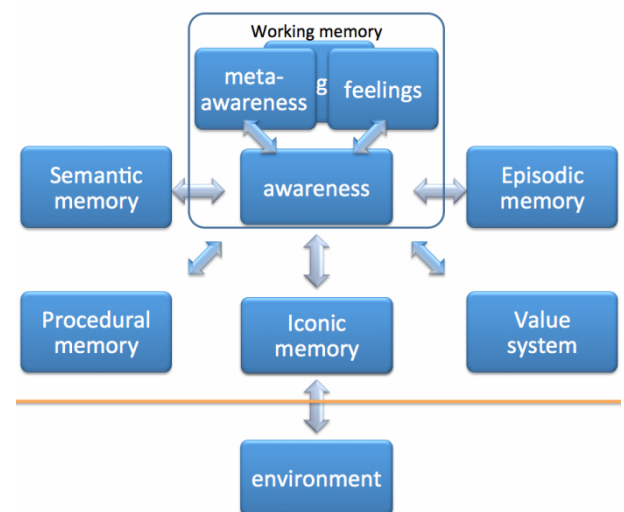 Working memory
meta-
awareness
feelings
Semantic
memory
awareness
Episodic
memory
Procedural
memory
Iconic
memory
Value
system
environment